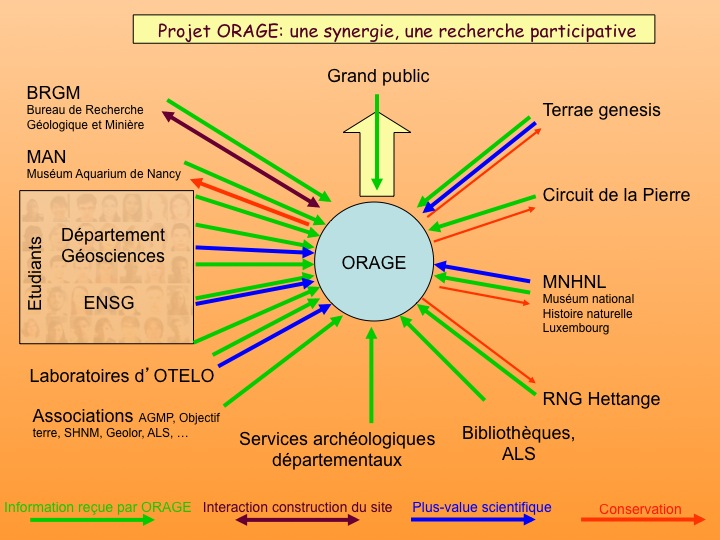 Projet ORAGE: une synergie, une recherche participative
Grand public
BRGM
Bureau de Recherche
Géologique et Minière
MAN
Muséum Aquarium de Nancy
Terrae genesis
Circuit de la Pierre
Etudiants
Département
Géosciences
ENSG
ORAGE
MNHNL
Muséum national
Histoire naturelle
Luxembourg
Laboratoires d’OTELO
RNG Hettange
Associations AGMP, Objectif
terre, SHNM, Geolor, ALS, …
Services archéologiques
départementaux
Bibliothèques,
ALS
Information reçue par ORAGE
Interaction construction du site
Plus-value scientifique
Conservation